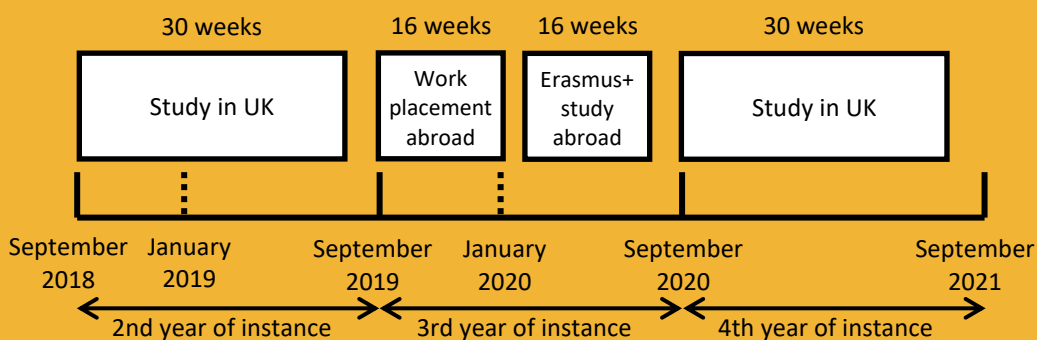 30 weeks
16 weeks
16 weeks
30 weeks
Study in UK
Work
placement
abroad
Erasmus+
study
abroad
Study in UK
September
2018
January
2019
September
2019
January
2020
September
2020
September
2021
2nd year of instance
3rd year of instance
4th year of instance